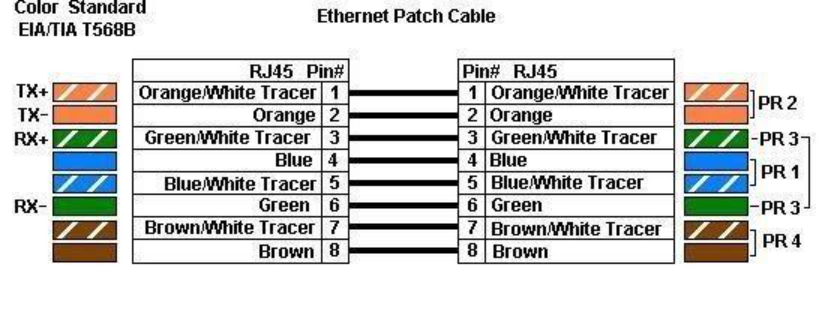 Color Standard
EIA/TIA T568B
Ethernet Patch Cable
RJ45 Pin#
Pin# RJ45
TX+ Orange/White Tracer 1
1 Orange/White Tracer
TX- Orange 2
2 Orange
PR 2
RX+ Green/White Tracer 3
3 Green/White Tracer
PR 3
Blue 4
4 Blue
Blue/White Tracer 5
5 Blue/White Tracer
PR 1
RX- Green 6
6 Green
PR 3
Brown/White Tracer 7
7 Brown/White Tracer
Brown 8
8 Brown
PR 4